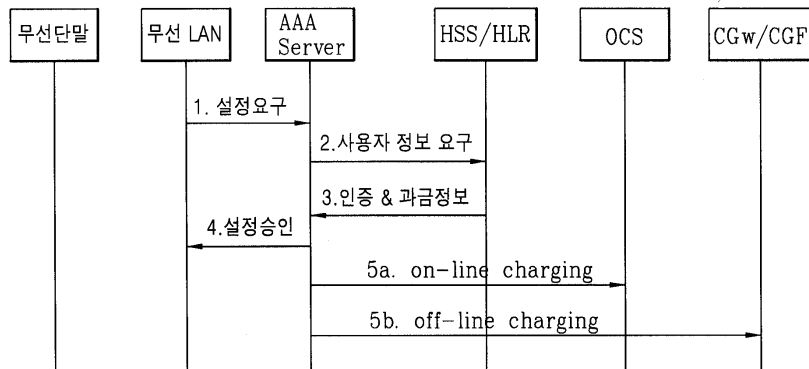 무선단말
무선 LAN
AAA
Server
HSS/HLR
OCS
CGw/CGF
1. 설정요구
2.사용자 정보 요구
3.인증 & 과금정보
4.설정승인
5a. on-line charging
5b. off-line charging